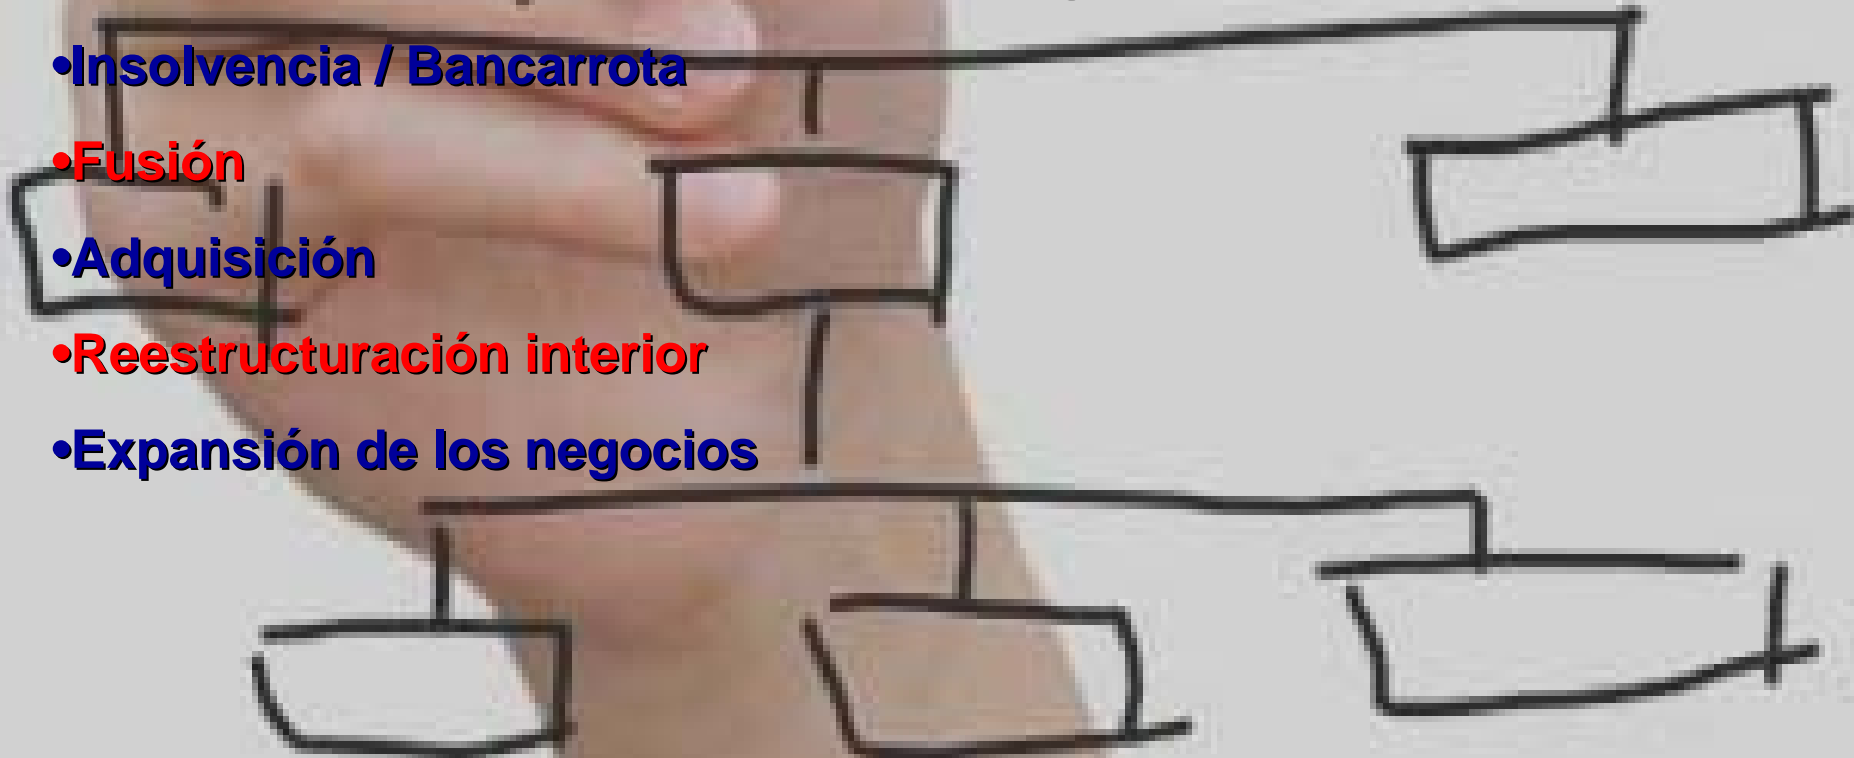 •Insolvencia / Bancarrota
•Fusión
•Adquisición
•Reestructuración interior
•Expansión de los negocios